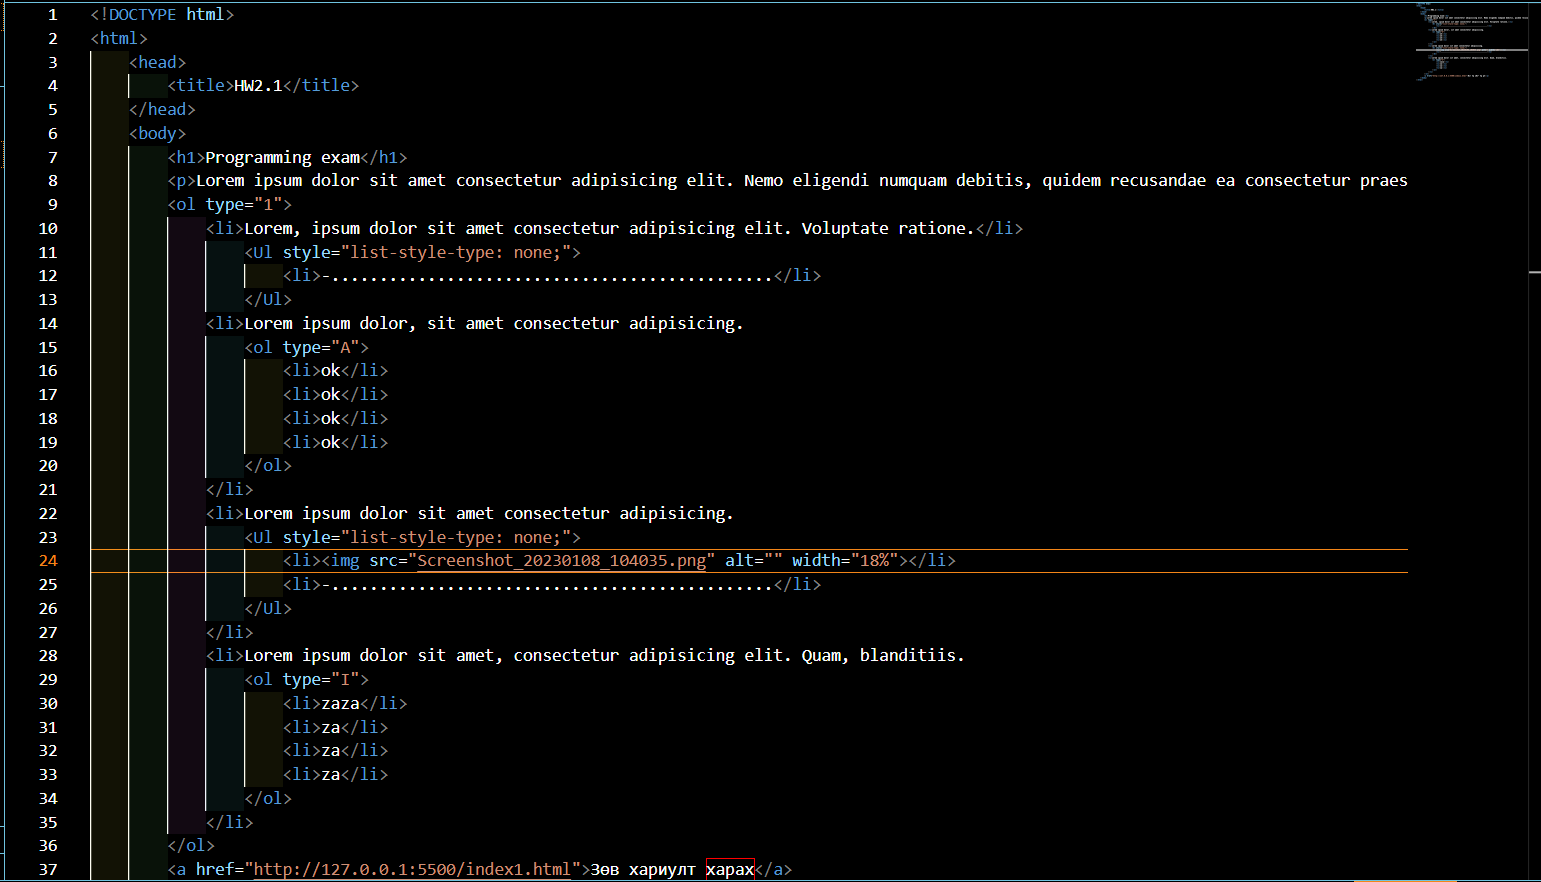 1 <!DOCTYPE html>
2 <html>
3 <head>
4 <title>HW2.1</title>
5 </head>
6 <body>
7 <h1>Programming exam</h1>
8 <p>Lorem ipsum dolor sit amet consectetur adipisicing elit. Nemo eligendi numquam debitis, quidem recusandae ea consectetur praes
9 <ol type="1">
10 <li>Lorem, ipsum dolor sit amet consectetur adipisicing elit. Voluptate ratione.</li>
11 <Ul style="list-style-type: none;">
12 <li>-..............................................</li>
13 </Ul>
14 <li>Lorem ipsum dolor, sit amet consectetur adipisicing.
15 <ol type="A">
16 <li>ok</li>
17 <li>ok</li>
18 <li>ok</li>
19 <li>ok</li>
20 </ol>
21 </li>
22 <li>Lorem ipsum dolor sit amet consectetur adipisicing.
23 <Ul style="list-style-type: none;">
24 <li><img src="Screenshot_20230108_104035.png" alt="" width="18%"></li>
25 <li>-..............................................</li>
26 </Ul>
27 </li>
28 <li>Lorem ipsum dolor sit amet, consectetur adipisicing elit. Quam, blanditiis.
29 <ol type="I">
30 <li>zaza</li>
31 <li>za</li>
32 <li>za</li>
33 <li>za</li>
34 </ol>
35 </li>
36 </ol>
37 <a href="http://127.0.0.1:5500/index1.html">Зөв хариулт харах</a>